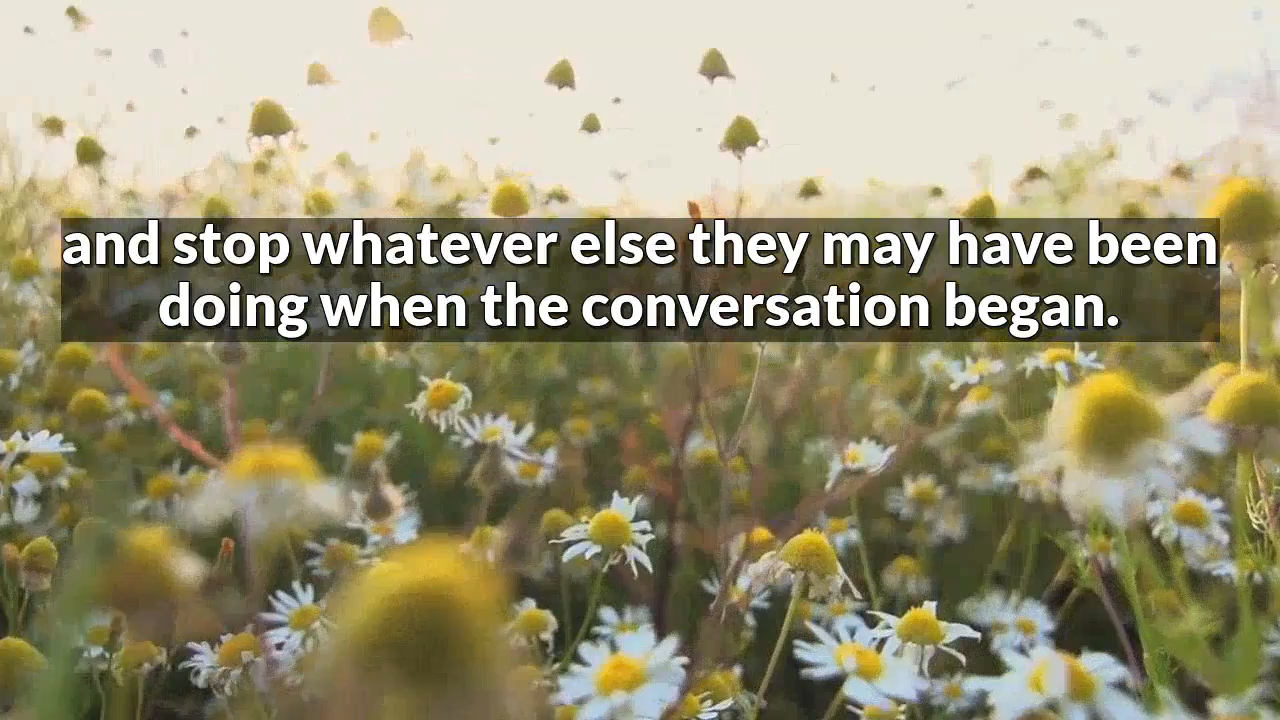 and stop whatever else they may have been
doing when the conversation began.